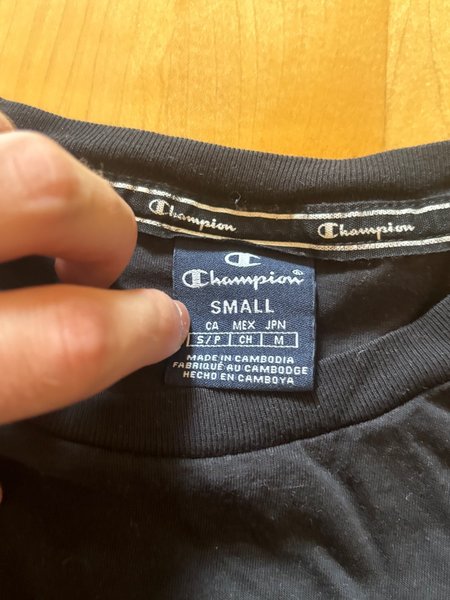 Champion Champion
Champion®
SMALL
CA MEX JPN
S/P CH M
MADE IN CAMBODIA
FABRIQUÉ AU CAMBODGE
HECHO EN CAMBOYA